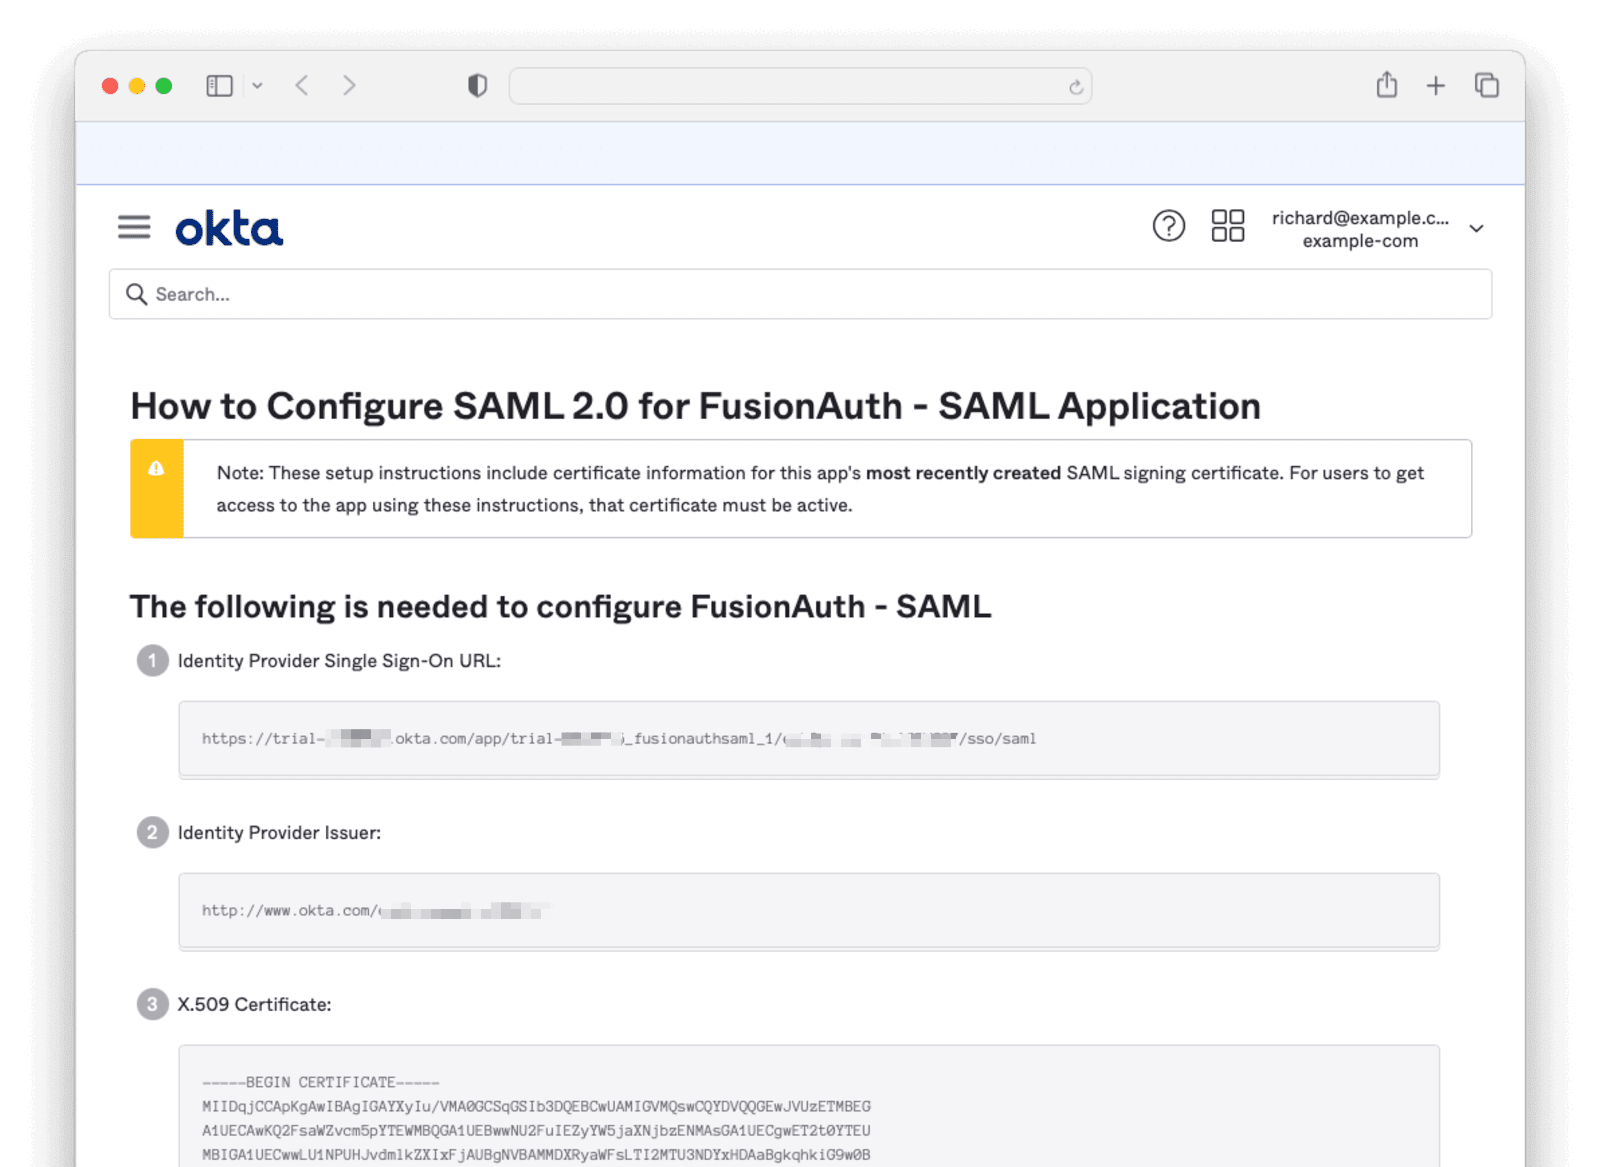 okta
richard@example.c...
example-com
Search...
How to Configure SAML 2.0 for FusionAuth - SAML Application
Note: These setup instructions include certificate information for this app's most recently created SAML signing certificate. For users to get
access to the app using these instructions, that certificate must be active.
The following is needed to configure FusionAuth - SAML
1 Identity Provider Single Sign-On URL:
https://trial- .okta.com/app/trial- _fusionauthsaml_1/ /sso/saml
2 Identity Provider Issuer:
http://www.okta.com/
3 X.509 Certificate:
-----BEGIN CERTIFICATE-----
MIIDqjCCApKgAwIBAgIGAYXyIu/VMA0GCSqGSIb3DQEBCwUAMIGVMQswCQYDVQQGEwJVUzETMBEG
A1UECAwKQ2FsaWZvcm5pYTEWMBQGA1UEBwwNU2FuIEZyYW5jaXNjbzENMAsGA1UECgwET2t0YTEU
MBIGA1UECwwLU1NPUHJvdmlkZXIxFjAUBgNVBAMMDXRyaWFsLTI2MTU3NDYxHDAaBgkqhkiG9w0B